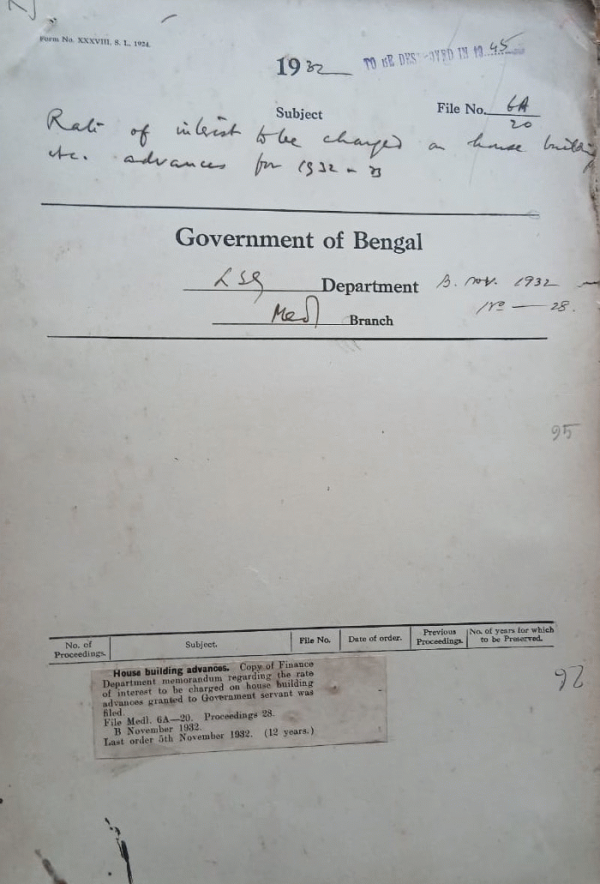 Form No. XXXVIII, S. I., 1924.
1932
TO BE DESTROYED IN 1945
Subject
File No. 6A
20
Rate of interest to be charged on house building
etc. advances for 1932-33
Government of Bengal
LSG Department B. Nov. 1932
Medl Branch No — 28.
95
No. of Proceedings.
Subject.
File No.
Date of order.
Previous Proceedings.
No. of years for which to be Preserved.
House building advances. Copy of Finance
Department memorandum regarding the rate
of interest to be charged on house building
advances granted to Government servant was
filed.
File Medl. 6A—20. Proceedings 28.
B November 1932.
Last order 5th November 1932. (12 years.)